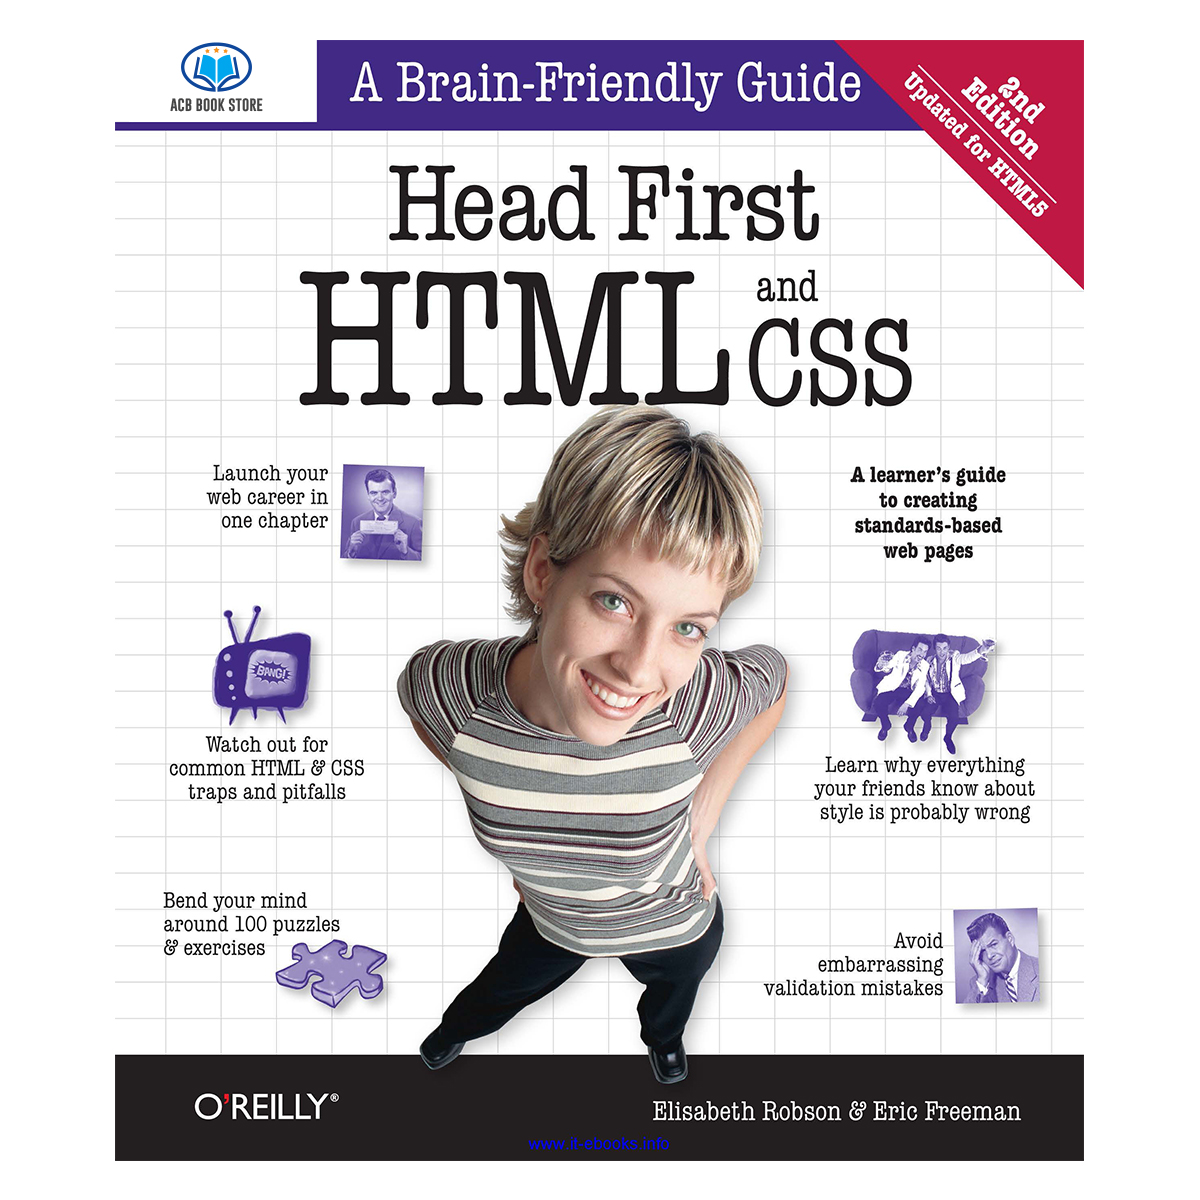 ACB BOOK STORE
A Brain-Friendly Guide
2nd
Edition
Updated for HTML5
Head First
HTML and
CSS
Launch your
web career in
one chapter
A learner's guide
to creating
standards-based
web pages
BANG!
Watch out for
common HTML & CSS
traps and pitfalls
Learn why everything
your friends know about
style is probably wrong
Bend your mind
around 100 puzzles
& exercises
Avoid
embarrassing
validation mistakes
O'REILLY®
Elisabeth Robson & Eric Freeman
www.it-ebooks.info